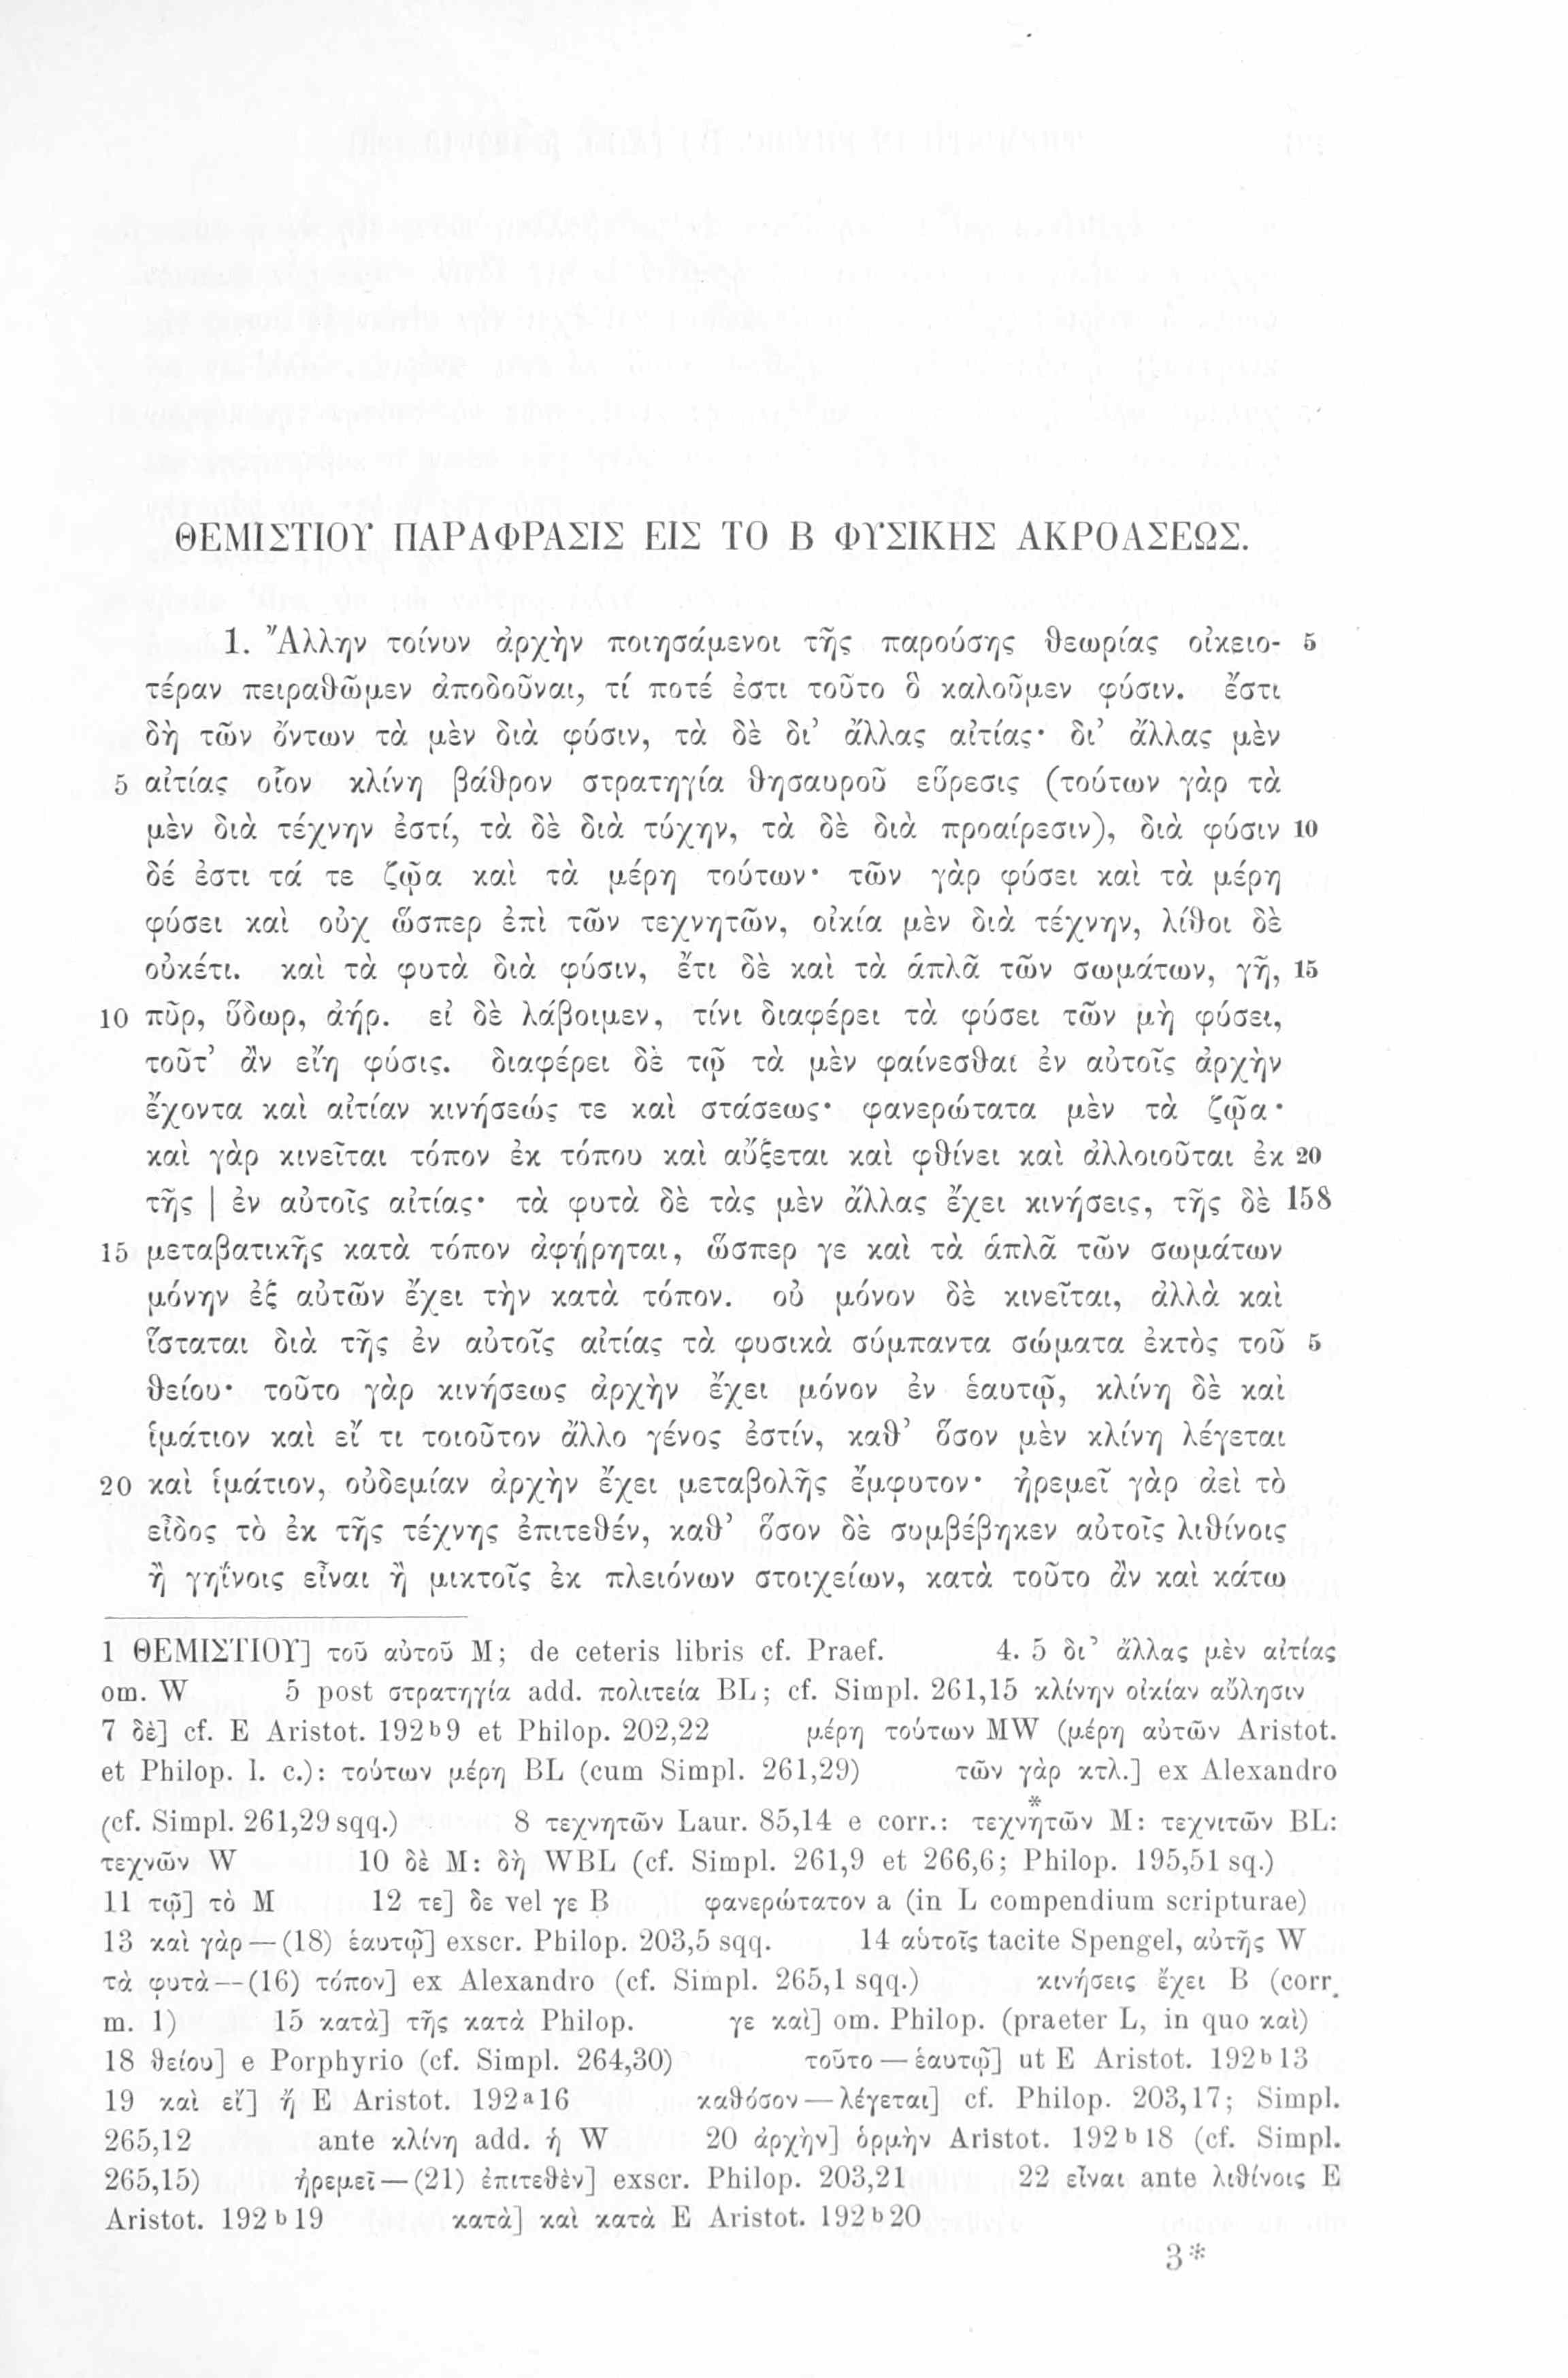 ΘΕΜΙΣΤΙΟΥ ΠΑΡΑΦΡΑΣΙΣ ΕΙΣ ΤΟ Β ΦΥΣΙΚΗΣ ΑΚΡΟΑΣΕΩΣ.
1. Ἄλλην τοίνυν ἀρχὴν ποιησάμενοι τῆς παρούσης θεωρίας οἰκειο- 5
τέραν πειραθῶμεν ἀποδοῦναι, τί ποτέ ἐστι τοῦτο ὃ καλοῦμεν φύσιν. ἔστι
δὴ τῶν ὄντων τὰ μὲν διὰ φύσιν, τὰ δὲ δι᾽ ἄλλας αἰτίας· δι᾽ ἄλλας μὲν
5 αἰτίας οἷον κλίνη βάθρον στρατηγία θησαυροῦ εὕρεσις (τούτων γὰρ τὰ
μὲν διὰ τέχνην ἐστί, τὰ δὲ διὰ τύχην, τὰ δὲ διὰ προαίρεσιν), διὰ φύσιν 10
δέ ἐστι τά τε ζῷα καὶ τὰ μέρη τούτων· τῶν γὰρ φύσει καὶ τὰ μέρη
φύσει καὶ οὐχ ὥσπερ ἐπὶ τῶν τεχνητῶν, οἰκία μὲν διὰ τέχνην, λίθοι δὲ
οὐκέτι. καὶ τὰ φυτὰ διὰ φύσιν, ἔτι δὲ καὶ τὰ ἁπλᾶ τῶν σωμάτων, γῆ, 15
10 πῦρ, ὕδωρ, ἀήρ. εἰ δὲ λάβοιμεν, τίνι διαφέρει τὰ φύσει τῶν μὴ φύσει,
τοῦτ᾽ ἂν εἴη φύσις. διαφέρει δὲ τῷ τὰ μὲν φαίνεσθαι ἐν αὑτοῖς ἀρχὴν
ἔχοντα καὶ αἰτίαν κινήσεώς τε καὶ στάσεως· φανερώτατα μὲν τὰ ζῷα·
καὶ γὰρ κινεῖται τόπον ἐκ τόπου καὶ αὔξεται καὶ φθίνει καὶ ἀλλοιοῦται ἐκ 20
τῆς | ἐν αὐτοῖς αἰτίας· τὰ φυτὰ δὲ τὰς μὲν ἄλλας ἔχει κινήσεις, τῆς δὲ 158
15 μεταβατικῆς κατὰ τόπον ἀφῄρηται, ὥσπερ γε καὶ τὰ ἁπλᾶ τῶν σωμάτων
μόνην ἐξ αὑτῶν ἔχει τὴν κατὰ τόπον. οὐ μόνον δὲ κινεῖται, ἀλλὰ καὶ
ἵσταται διὰ τῆς ἐν αὐτοῖς αἰτίας τὰ φυσικὰ σύμπαντα σώματα ἐκτὸς τοῦ 5
θείου· τοῦτο γὰρ κινήσεως ἀρχὴν ἔχει μόνον ἐν ἑαυτῷ, κλίνη δὲ καὶ
ἱμάτιον καὶ εἴ τι τοιοῦτον ἄλλο γένος ἐστίν, καθ᾽ ὅσον μὲν κλίνη λέγεται
20 καὶ ἱμάτιον, οὐδεμίαν ἀρχὴν ἔχει μεταβολῆς ἔμφυτον· ἠρεμεῖ γὰρ ἀεὶ τὸ
εἶδος τὸ ἐκ τῆς τέχνης ἐπιτεθέν, καθ᾽ ὅσον δὲ συμβέβηκεν αὐτοῖς λιθίνοις
ἢ γηΐνοις εἶναι ἢ μικτοῖς ἐκ πλειόνων στοιχείων, κατὰ τοῦτο ἂν καὶ κάτω
1 ΘΕΜΙΣΤΙΟΥ] τοῦ αὐτοῦ M; de ceteris libris cf. Praef. 4. 5 δι᾽ ἄλλας μὲν αἰτίας
om. W 5 post στρατηγία add. πολιτεία BL; cf. Simpl. 261,15 κλίνην οἰκίαν αὔλησιν
7 δὲ] cf. E Aristot. 192b9 et Philop. 202,22 μέρη τούτων MW (μέρη αὐτῶν Aristot.
et Philop. l. c.): τούτων μέρη BL (cum Simpl. 261,29) τῶν γὰρ κτλ.] ex Alexandro
(cf. Simpl. 261,29 sqq.) 8 τεχνητῶν Laur. 85,14 e corr.: τεχνητῶν* M: τεχνιτῶν BL:
τεχνῶν W 10 δὲ M: δὴ WBL (cf. Simpl. 261,9 et 266,6; Philop. 195,51 sq.)
11 τῷ] τὸ M 12 τε] δε vel γε B φανερώτατον a (in L compendium scripturae)
13 καὶ γὰρ—(18) ἑαυτῷ] exscr. Philop. 203,5 sqq. 14 αὑτοῖς tacite Spengel, αὐτῆς W
τὰ φυτὰ—(16) τόπον] ex Alexandro (cf. Simpl. 265,1 sqq.) κινήσεις ἔχει B (corr.
m. 1) 15 κατὰ] τῆς κατὰ Philop. γε καὶ] om. Philop. (praeter L, in quo καὶ)
18 θείου] e Porphyrio (cf. Simpl. 264,30) τοῦτο—ἑαυτῷ] ut E Aristot. 192b13
19 καὶ εἴ] ἤ E Aristot. 192a16 καθόσον—λέγεται] cf. Philop. 203,17; Simpl.
265,12 ante κλίνη add. ἡ W 20 ἀρχὴν] ὁρμὴν Aristot. 192b18 (cf. Simpl.
265,15) ἠρεμεῖ—(21) ἐπιτεθὲν] exscr. Philop. 203,21 22 εἶναι ante λιθίνοις E
Aristot. 192b19 κατὰ] καὶ κατὰ E Aristot. 192b20
3*